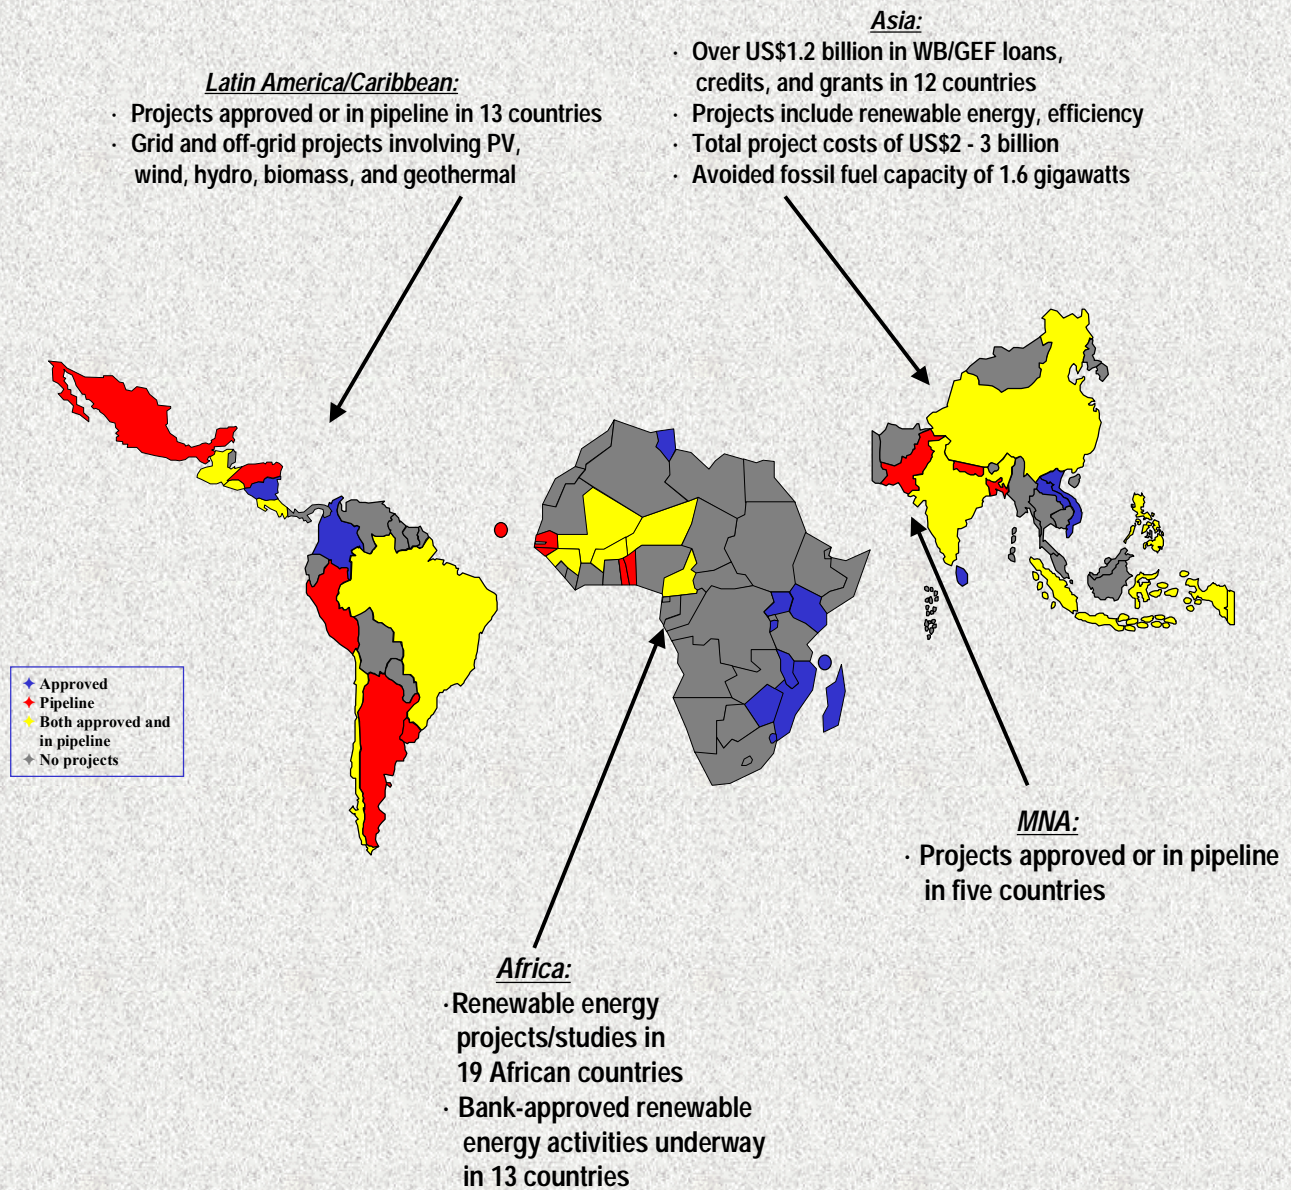 Latin America/Caribbean:
· Projects approved or in pipeline in 13 countries
· Grid and off-grid projects involving PV,
wind, hydro, biomass, and geothermal
Asia:
· Over US$1.2 billion in WB/GEF loans,
credits, and grants in 12 countries
· Projects include renewable energy, efficiency
· Total project costs of US$2 - 3 billion
· Avoided fossil fuel capacity of 1.6 gigawatts
Approved
Pipeline
Both approved and
in pipeline
No projects
MNA:
· Projects approved or in pipeline
in five countries
Africa:
· Renewable energy
projects/studies in
19 African countries
· Bank-approved renewable
energy activities underway
in 13 countries